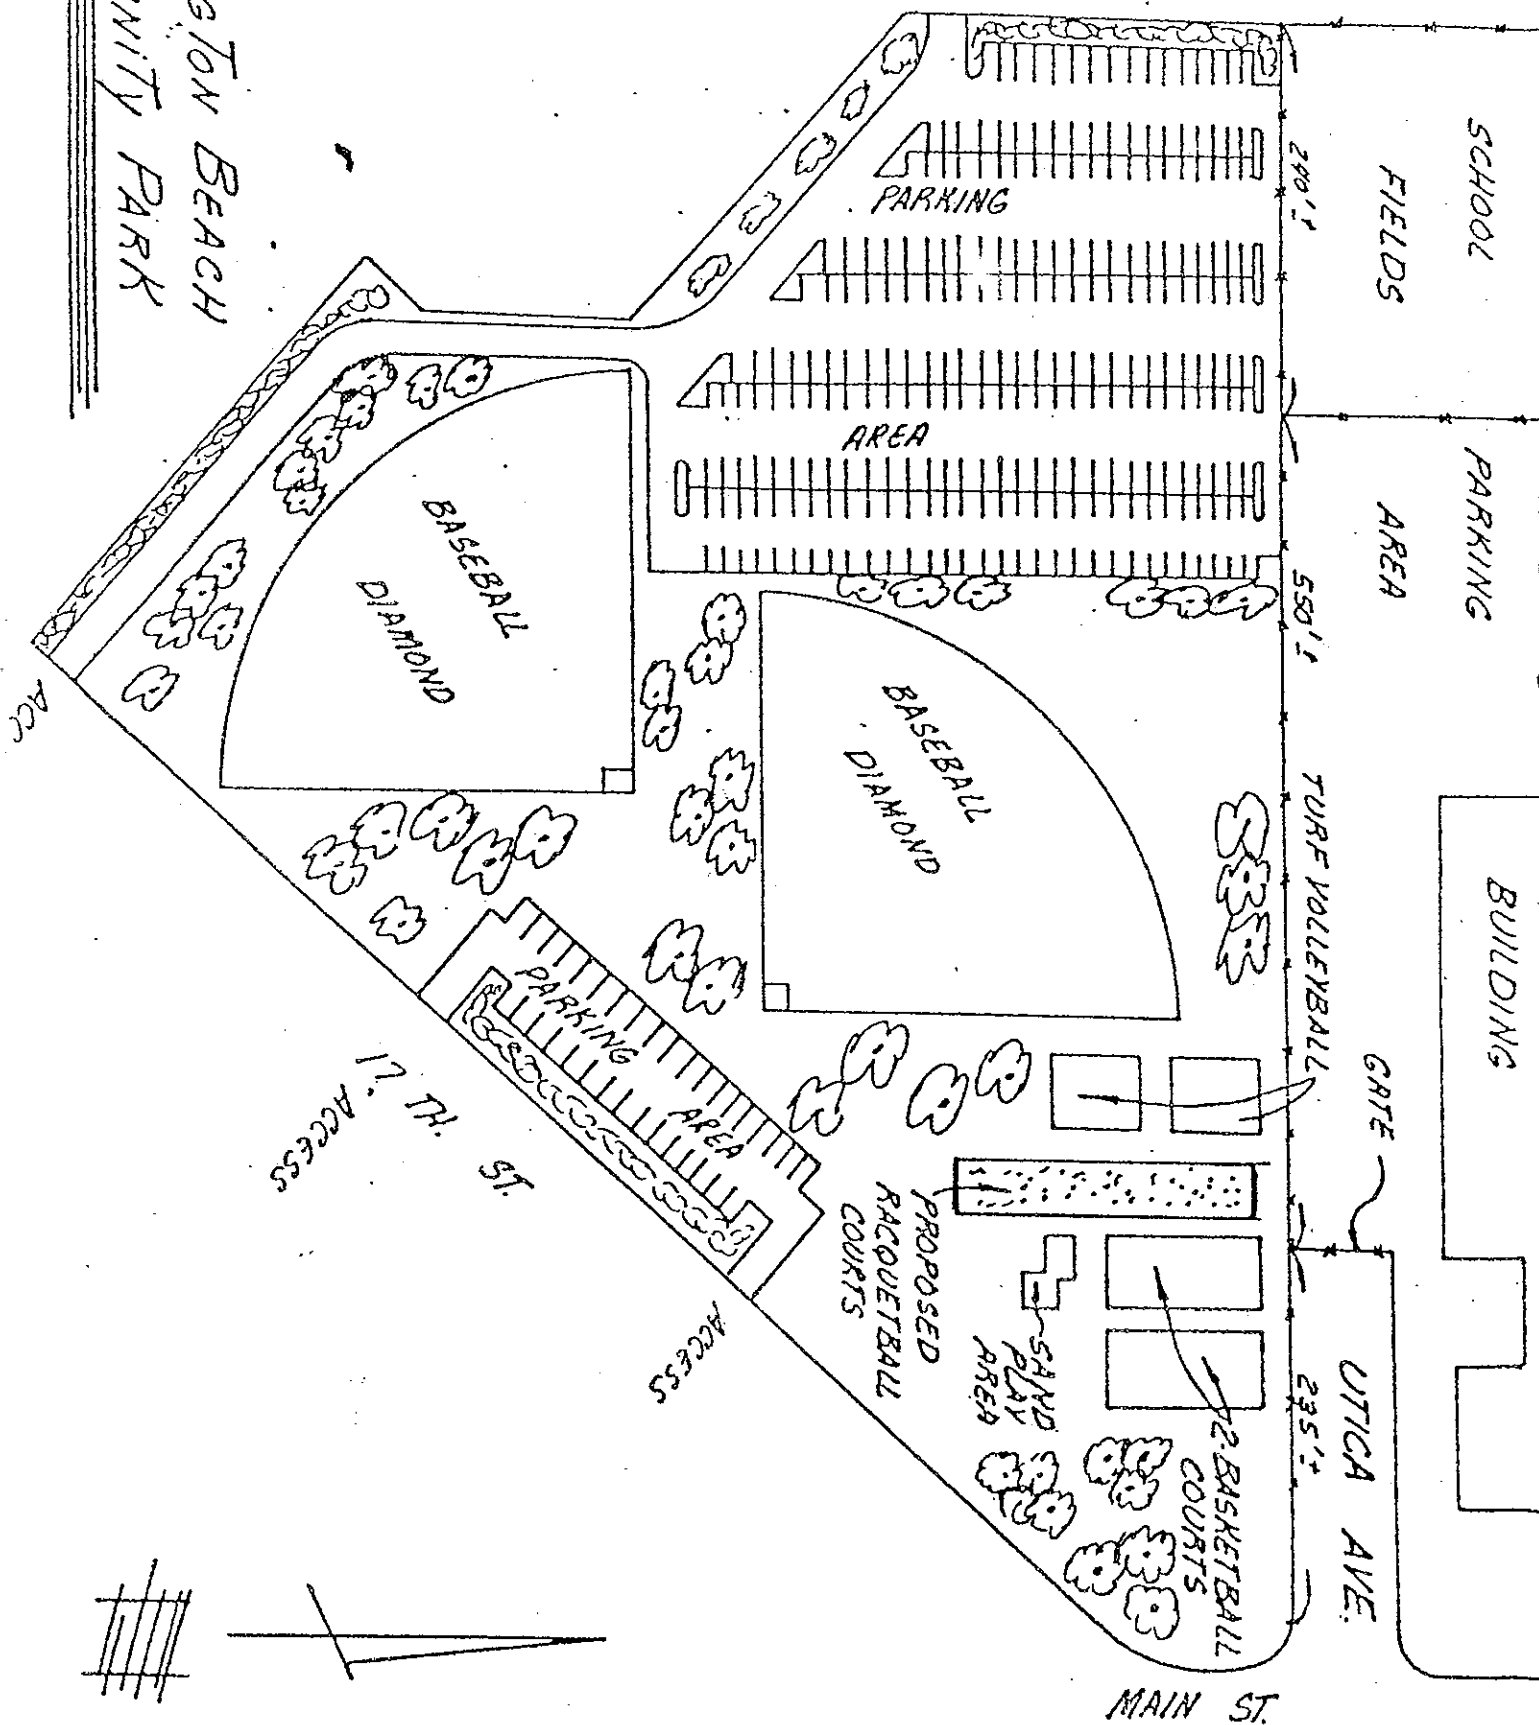 SCHOOL
FIELDS
PARKING
AREA
BUILDING
240'±
550'±
235'±
GATE
UTICA AVE.
MAIN ST.
TURF VOLLEYBALL
PARKING
AREA
BASEBALL
DIAMOND
BASEBALL
DIAMOND
PARKING
AREA
PROPOSED
RACQUETBALL
COURTS
SAND
PLAY
AREA
2-BASKETBALL
COURTS
17 TH. ST.
ACCESS
ACCESS
ACC
GTON BEACH
NITY PARK